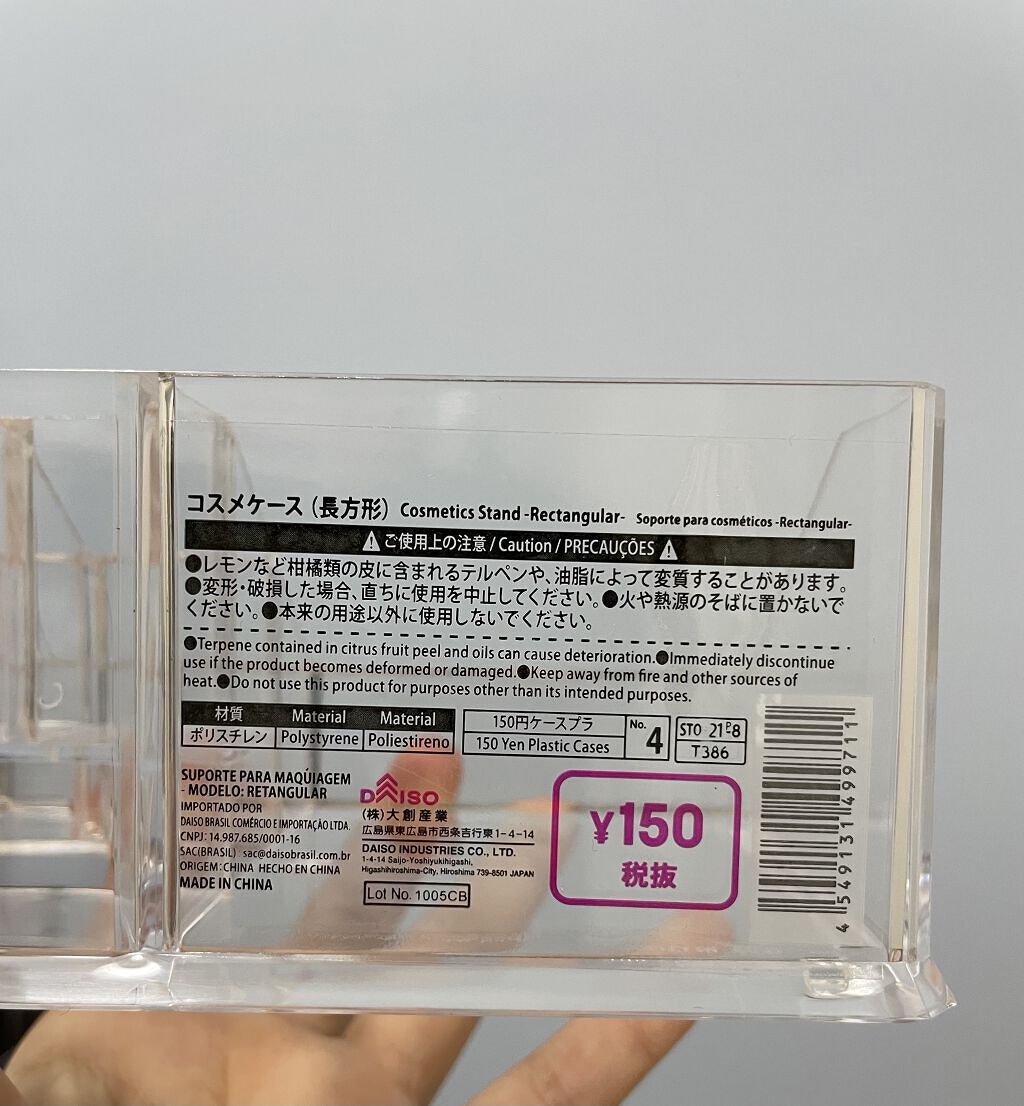 コスメケース（長方形） Cosmetics Stand -Rectangular- Soporte para cosméticos -Rectangular-
ご使用上の注意 / Caution / PRECAUÇÕES
●レモンなど柑橘類の皮に含まれるテルペンや、油脂によって変質することがあります。
●変形・破損した場合、直ちに使用を中止してください。●火や熱源のそばに置かないで
ください。●本来の用途以外に使用しないでください。
●Terpene contained in citrus fruit peel and oils can cause deterioration.●Immediately discontinue
use if the product becomes deformed or damaged.●Keep away from fire and other sources of
heat.●Do not use this product for purposes other than its intended purposes.
材質 Material Material
ポリスチレン Polystyrene Poliestireno
150円ケースプラ
150 Yen Plastic Cases
No. 4
STO 21P8
T386
SUPORTE PARA MAQÚIAGEM
- MODELO: RETANGULAR
IMPORTADO POR
DAISO BRASIL COMÉRCIO E IMPORTAÇÃO LTDA.
CNPJ: 14.987.685/0001-16
SAC(BRASIL) sac@daisobrasil.com.br
ORIGEM: CHINA HECHO EN CHINA
MADE IN CHINA
DAISO
(株)大創産業
広島県東広島市西条吉行東1-4-14
DAISO INDUSTRIES CO., LTD.
1-4-14 Saijo-Yoshiyukihigashi,
Higashihiroshima-City, Hiroshima 739-8501 JAPAN
Lot No. 1005CB
¥150
税抜
4 549131 499711